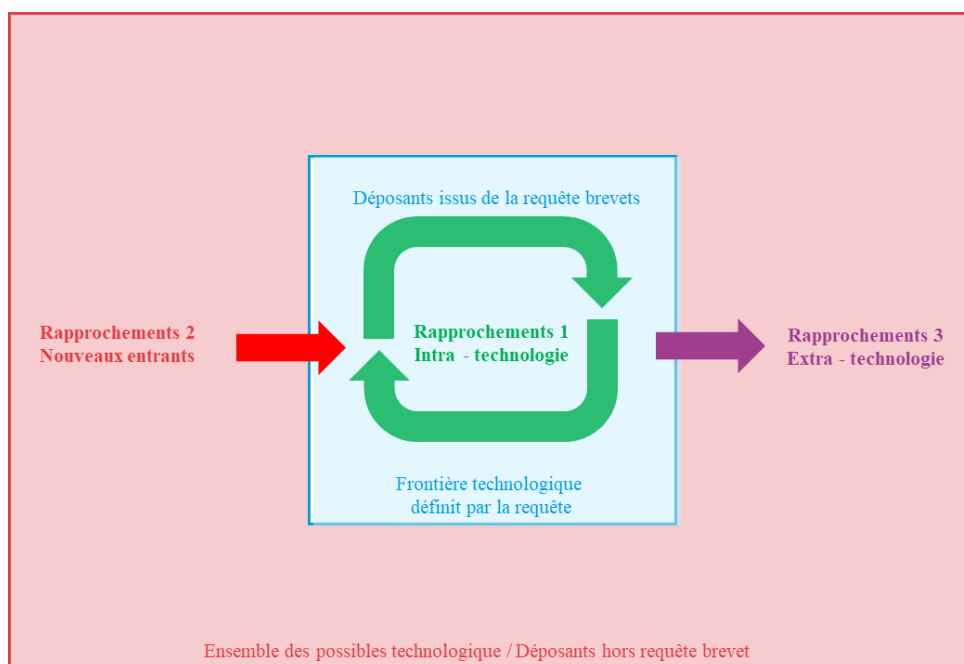 Déposants issus de la requête brevets
Rapprochements 2
Nouveaux entrants
Rapprochements 1
Intra - technologie
Rapprochements 3
Extra - technologie
Frontière technologique
définit par la requête
Ensemble des possibles technologique / Déposants hors requête brevet